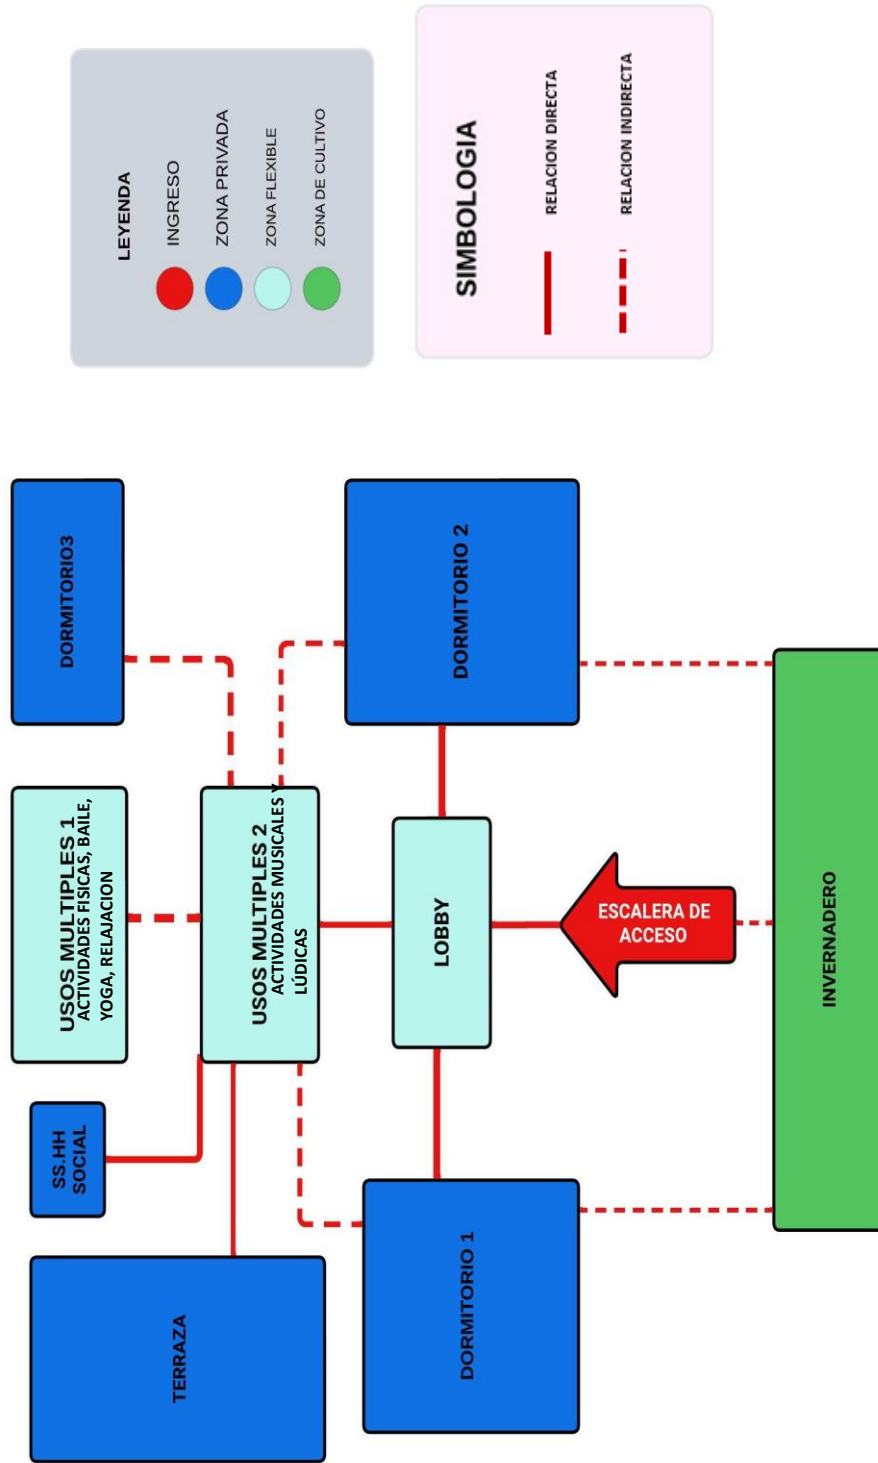 LEYENDA
INGRESO
ZONA PRIVADA
ZONA FLEXIBLE
ZONA DE CULTIVO
SIMBOLOGIA
RELACION DIRECTA
RELACION INDIRECTA
DORMITORIO3
USOS MULTIPLES 1
ACTIVIDADES FISICAS, BAILE,
YOGA, RELAJACION
SS.HH
SOCIAL
TERRAZA
USOS MULTIPLES 2
ACTIVIDADES MUSICALES Y
LÚDICAS
DORMITORIO 2
LOBBY
DORMITORIO 1
ESCALERA DE
ACCESO
INVERNADERO